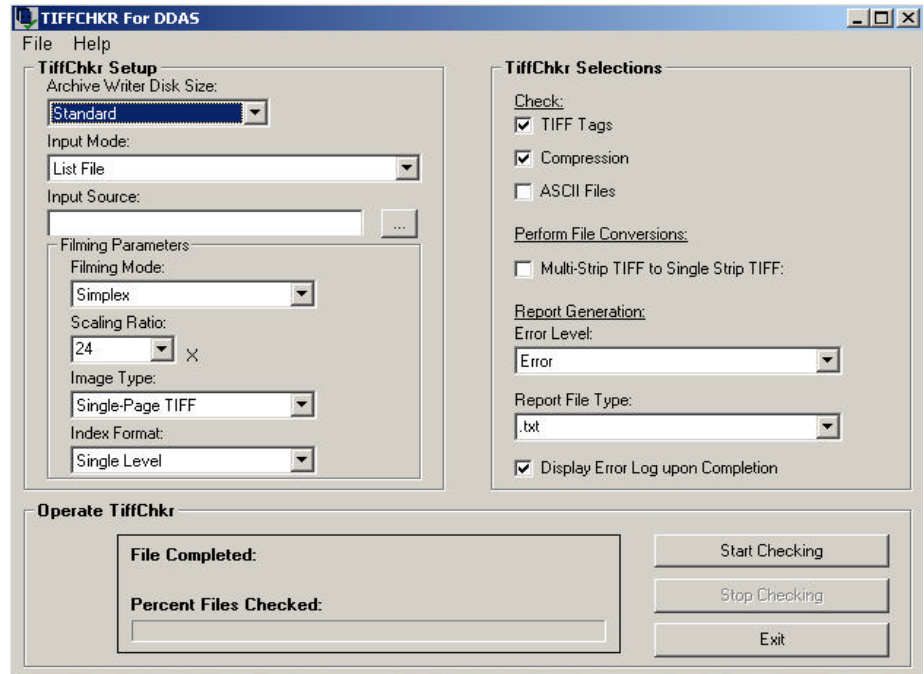 TIFFCHKR For DDAS
File Help
TiffChkr Setup
Archive Writer Disk Size:
Standard
Input Mode:
List File
Input Source:
...
Filming Parameters
Filming Mode:
Simplex
Scaling Ratio:
24 X
Image Type:
Single-Page TIFF
Index Format:
Single Level
TiffChkr Selections
Check:
TIFF Tags
Compression
ASCII Files
Perform File Conversions:
Multi-Strip TIFF to Single Strip TIFF:
Report Generation:
Error Level:
Error
Report File Type:
.txt
Display Error Log upon Completion
Operate TiffChkr
File Completed:
Percent Files Checked:
Start Checking
Stop Checking
Exit